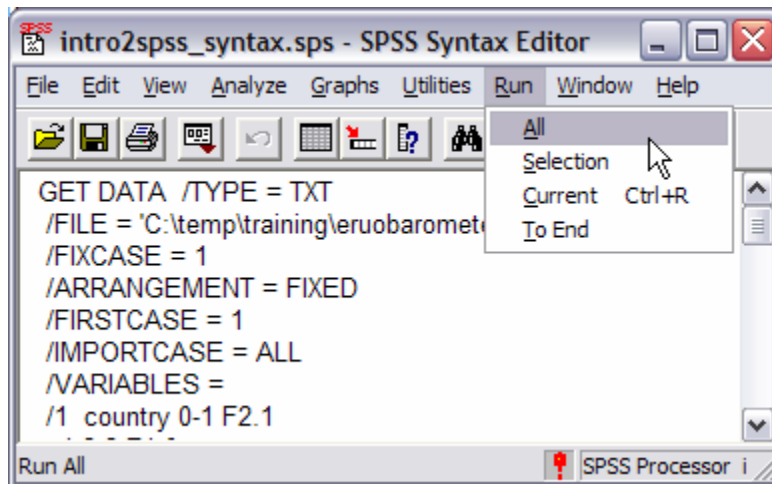 SPSS
intro2spss_syntax.sps - SPSS Syntax Editor
File Edit View Analyze Graphs Utilities Run Window Help
All
Selection
Current Ctrl+R
To End
GET DATA /TYPE = TXT
/FILE = 'C:\temp\training\eruobaromete
/FIXCASE = 1
/ARRANGEMENT = FIXED
/FIRSTCASE = 1
/IMPORTCASE = ALL
/VARIABLES =
/1 country 0-1 F2.1
Run All
SPSS Processor i